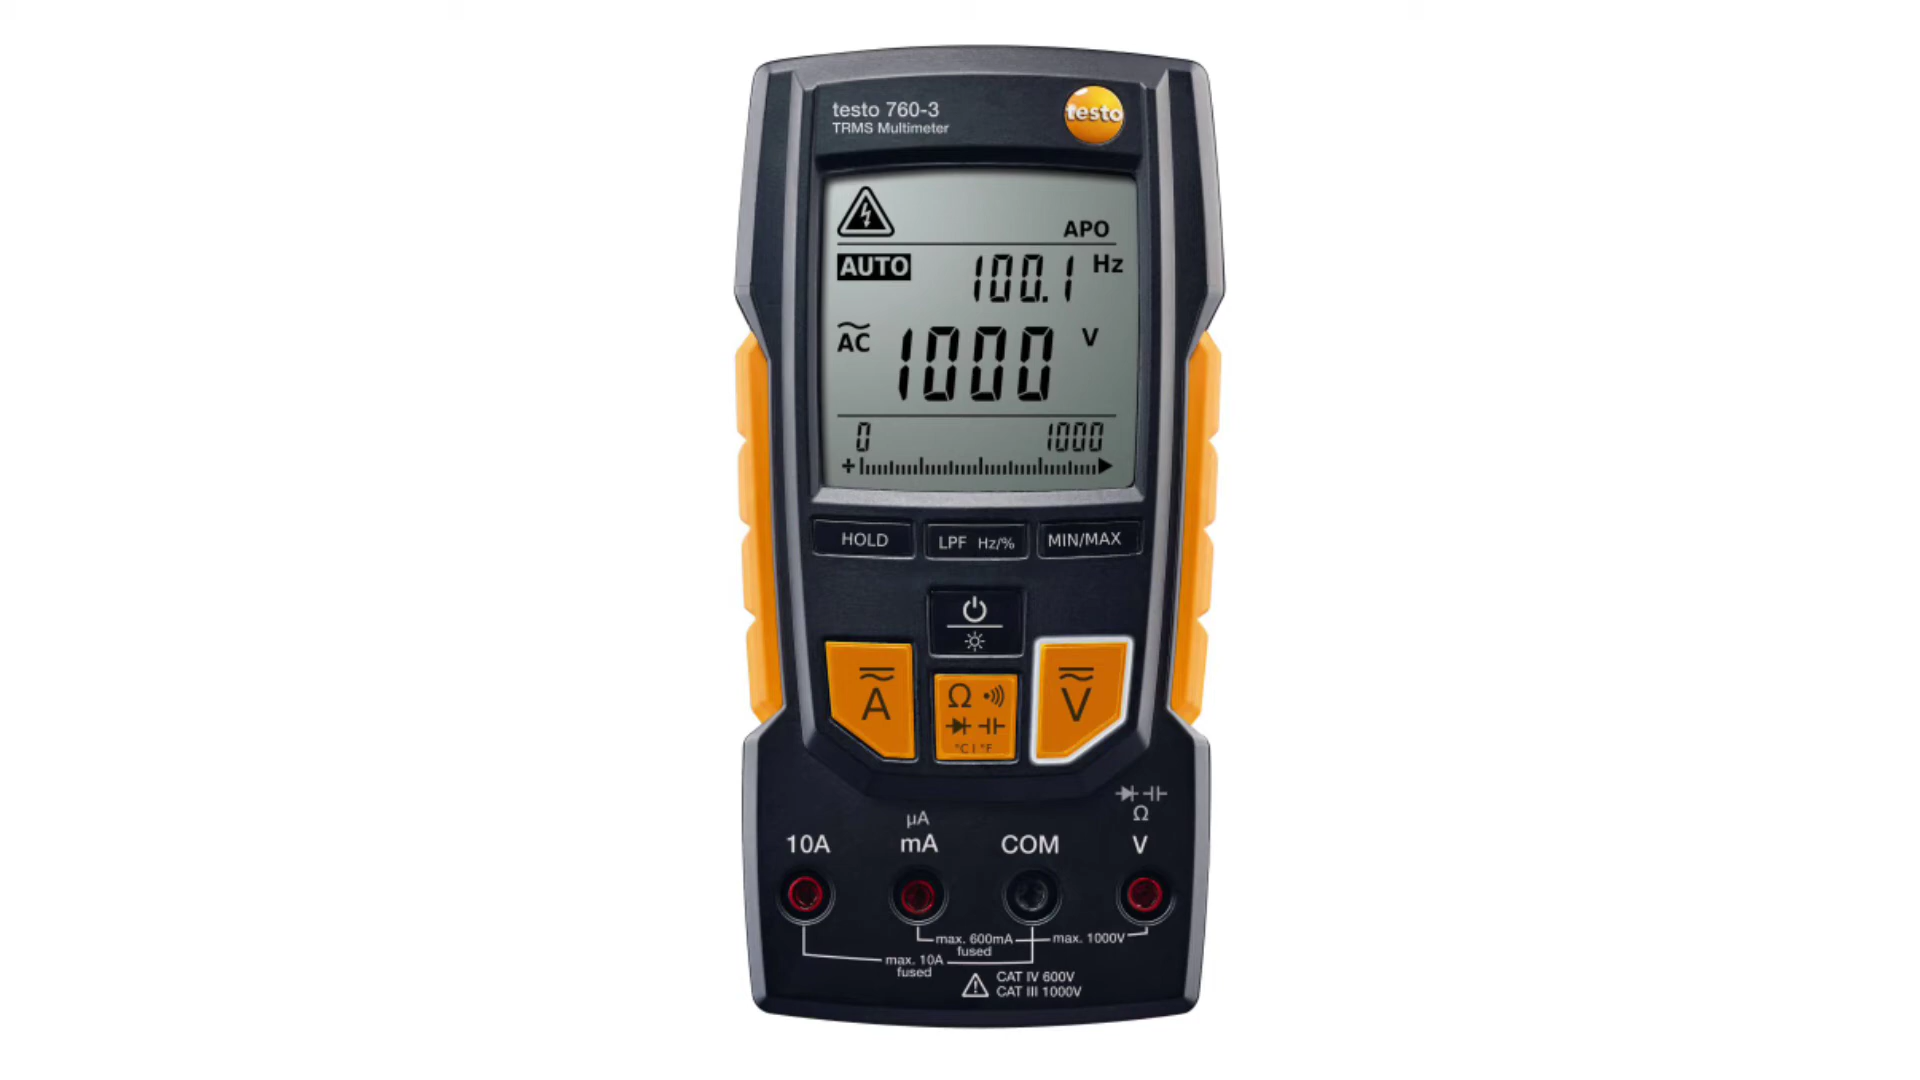 testo 760-3
TRMS Multimeter
testo
APO
AUTO 100.1 Hz
AC 1000 V
0 1000
+
HOLD
LPF Hz/%
MIN/MAX
A
Ω
°C | °F
V
Ω
µA
10A mA COM V
max. 600mA
fused
max. 1000V
max. 10A
fused
CAT IV 600V
CAT III 1000V